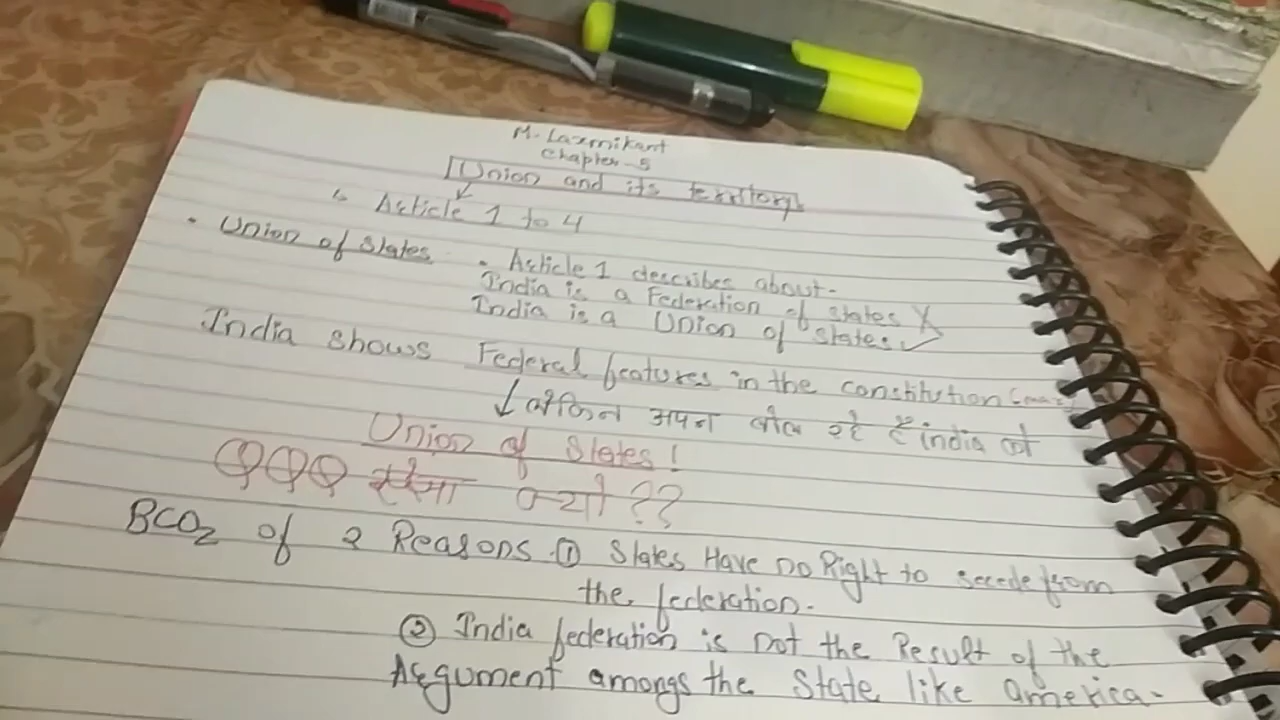 M. Laxmikant
Chapter-5
Union and its territory
↳ Article 1 to 4
• Union of States - • Article 1 describes about-
India is a Federation of states X
India is a Union of States ✓
India shows Federal features in the constitution
↓ लेकिन अपन बोल रहे हैं india को
Union of States !
ऐसा क्यों ??
BCOZ of 2 Reasons ① States Have no Right to secede from
the federation.
② India federation is not the Result of the
Argument amongs the State like america.